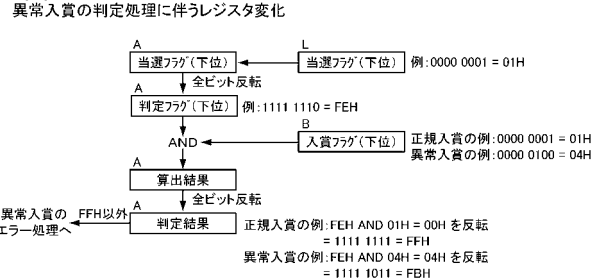 異常入賞の判定処理に伴うレジスタ変化
A
L
当選フラグ(下位)
当選フラグ(下位)
例:0000 0001 = 01H
全ビット反転
A
判定フラグ(下位)
例:1111 1110 = FEH
B
AND
入賞フラグ(下位)
正規入賞の例:0000 0001 = 01H
異常入賞の例:0000 0100 = 04H
A
算出結果
全ビット反転
A
異常入賞の
エラー処理へ
FFH以外
判定結果
正規入賞の例:FEH AND 01H = 00H を反転
= 1111 1111 = FFH
異常入賞の例:FEH AND 04H = 04H を反転
= 1111 1011 = FBH